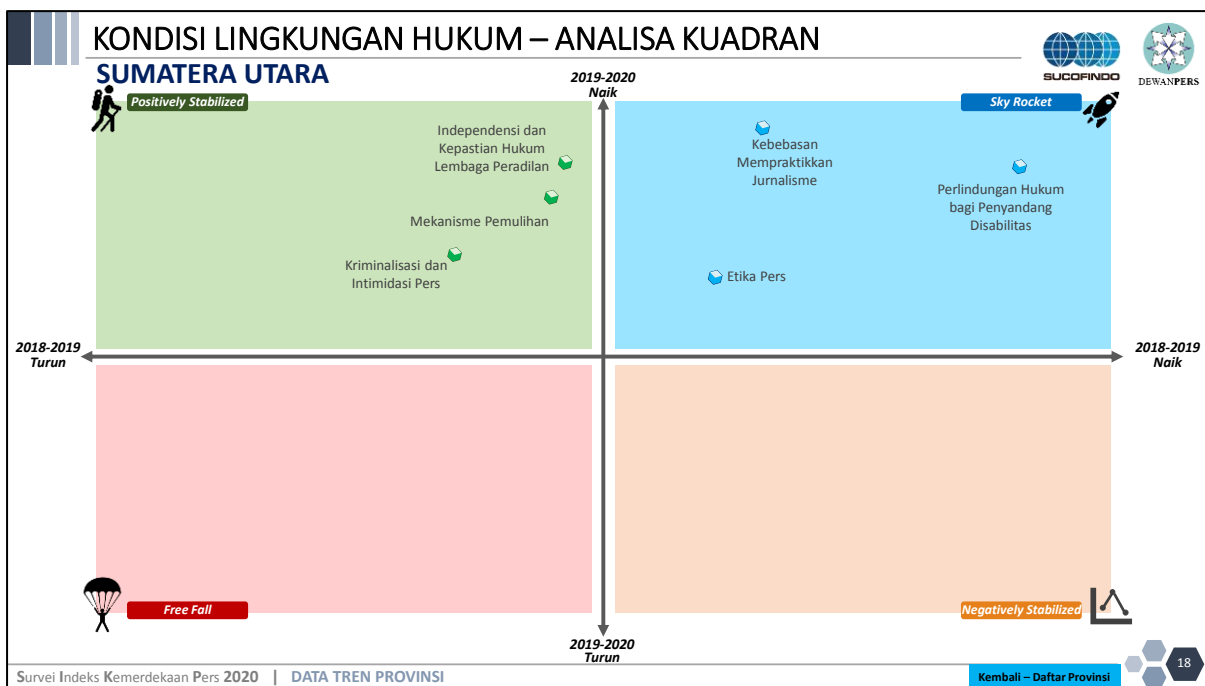 KONDISI LINGKUNGAN HUKUM – ANALISA KUADRAN
SUMATERA UTARA
SUCOFINDO
DEWANPERS
2019-2020
Naik
Positively Stabilized
Sky Rocket
Independensi dan
Kepastian Hukum
Lembaga Peradilan
Mekanisme Pemulihan
Kriminalisasi dan
Intimidasi Pers
Kebebasan
Mempraktikkan
Jurnalisme
Perlindungan Hukum
bagi Penyandang
Disabilitas
Etika Pers
2018-2019
Turun
2018-2019
Naik
Free Fall
Negatively Stabilized
2019-2020
Turun
Survei Indeks Kemerdekaan Pers 2020 | DATA TREN PROVINSI
Kembali – Daftar Provinsi
18